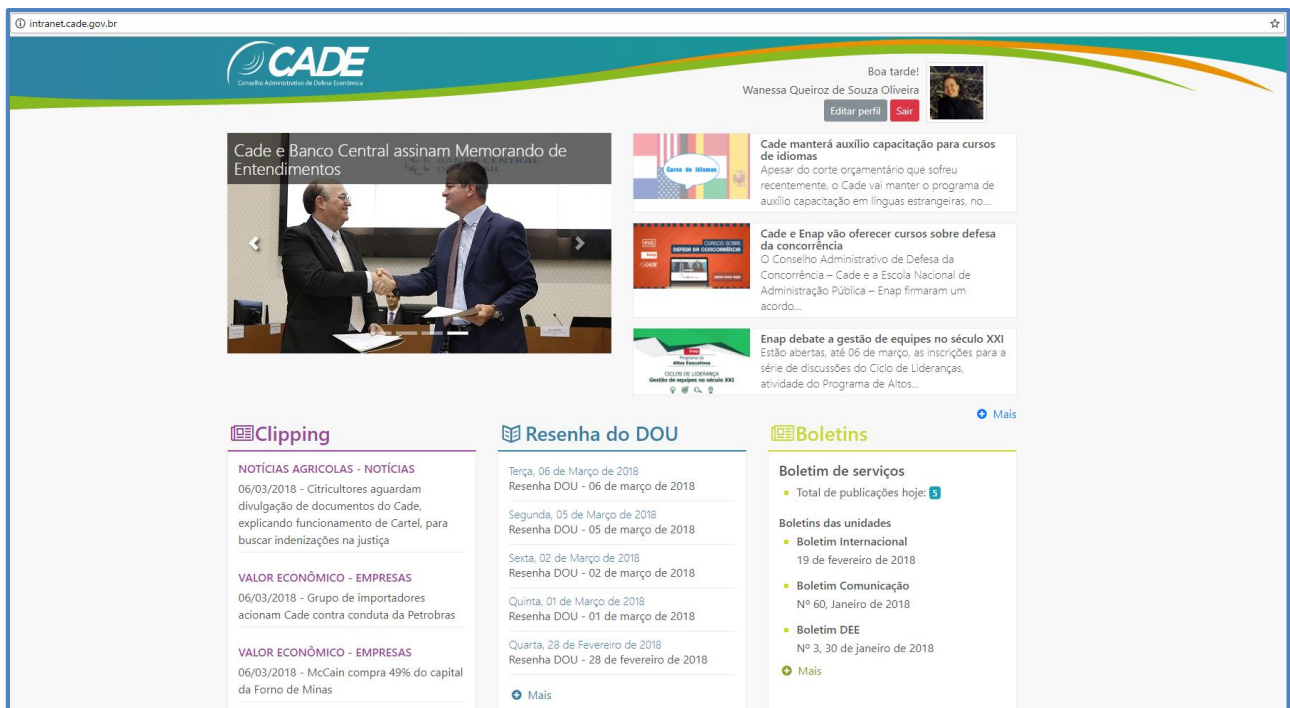 intranet.cade.gov.br
CADE
Conselho Administrativo de Defesa Econômica
Boa tarde!
Wanessa Queiroz de Souza Oliveira
Editar perfil
Sair
Cade e Banco Central assinam Memorando de
Entendimentos
BANCO CENTRAL
Curso de Idiomas
Cade manterá auxílio capacitação para cursos
de idiomas
Apesar do corte orçamentário que sofreu
recentemente, o Cade vai manter o programa de
auxílio capacitação em línguas estrangeiras, no...
CURSOS SOBRE
DEFESA DA CONCORRÊNCIA
Cade e Enap vão oferecer cursos sobre defesa
da concorrência
O Conselho Administrativo de Defesa da
Concorrência – Cade e a Escola Nacional de
Administração Pública – Enap firmaram um
acordo...
Enap
Programa de
Altos Executivos
CICLOS DE LIDERANÇA
Gestão de equipes no século XXI
Enap debate a gestão de equipes no século XXI
Estão abertas, até 06 de março, as inscrições para a
série de discussões do Ciclo de Lideranças,
atividade do Programa de Altos...
Mais
Clipping
NOTÍCIAS AGRICOLAS - NOTÍCIAS
06/03/2018 - Citricultores aguardam
divulgação de documentos do Cade,
explicando funcionamento de Cartel, para
buscar indenizações na justiça
VALOR ECONÔMICO - EMPRESAS
06/03/2018 - Grupo de importadores
acionam Cade contra conduta da Petrobras
VALOR ECONÔMICO - EMPRESAS
06/03/2018 - McCain compra 49% do capital
da Forno de Minas
Resenha do DOU
Terça, 06 de Março de 2018
Resenha DOU - 06 de março de 2018
Segunda, 05 de Março de 2018
Resenha DOU - 05 de março de 2018
Sexta, 02 de Março de 2018
Resenha DOU - 02 de março de 2018
Quinta, 01 de Março de 2018
Resenha DOU - 01 de março de 2018
Quarta, 28 de Fevereiro de 2018
Resenha DOU - 28 de fevereiro de 2018
Mais
Boletins
Boletim de serviços
Total de publicações hoje: 5
Boletins das unidades
Boletim Internacional
19 de fevereiro de 2018
Boletim Comunicação
Nº 60, Janeiro de 2018
Boletim DEE
Nº 3, 30 de janeiro de 2018
Mais